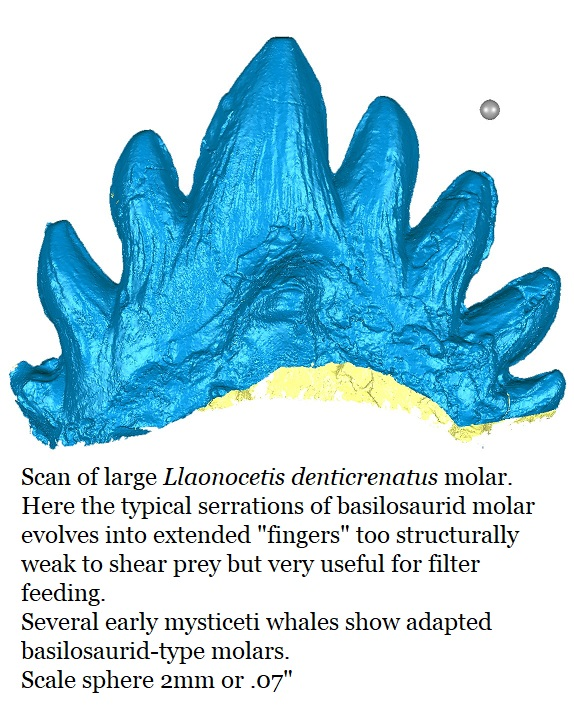 Scan of large Llaonocetis denticrenatus molar.
Here the typical serrations of basilosaurid molar
evolves into extended "fingers" too structurally
weak to shear prey but very useful for filter
feeding.
Several early mysticeti whales show adapted
basilosaurid-type molars.
Scale sphere 2mm or .07"